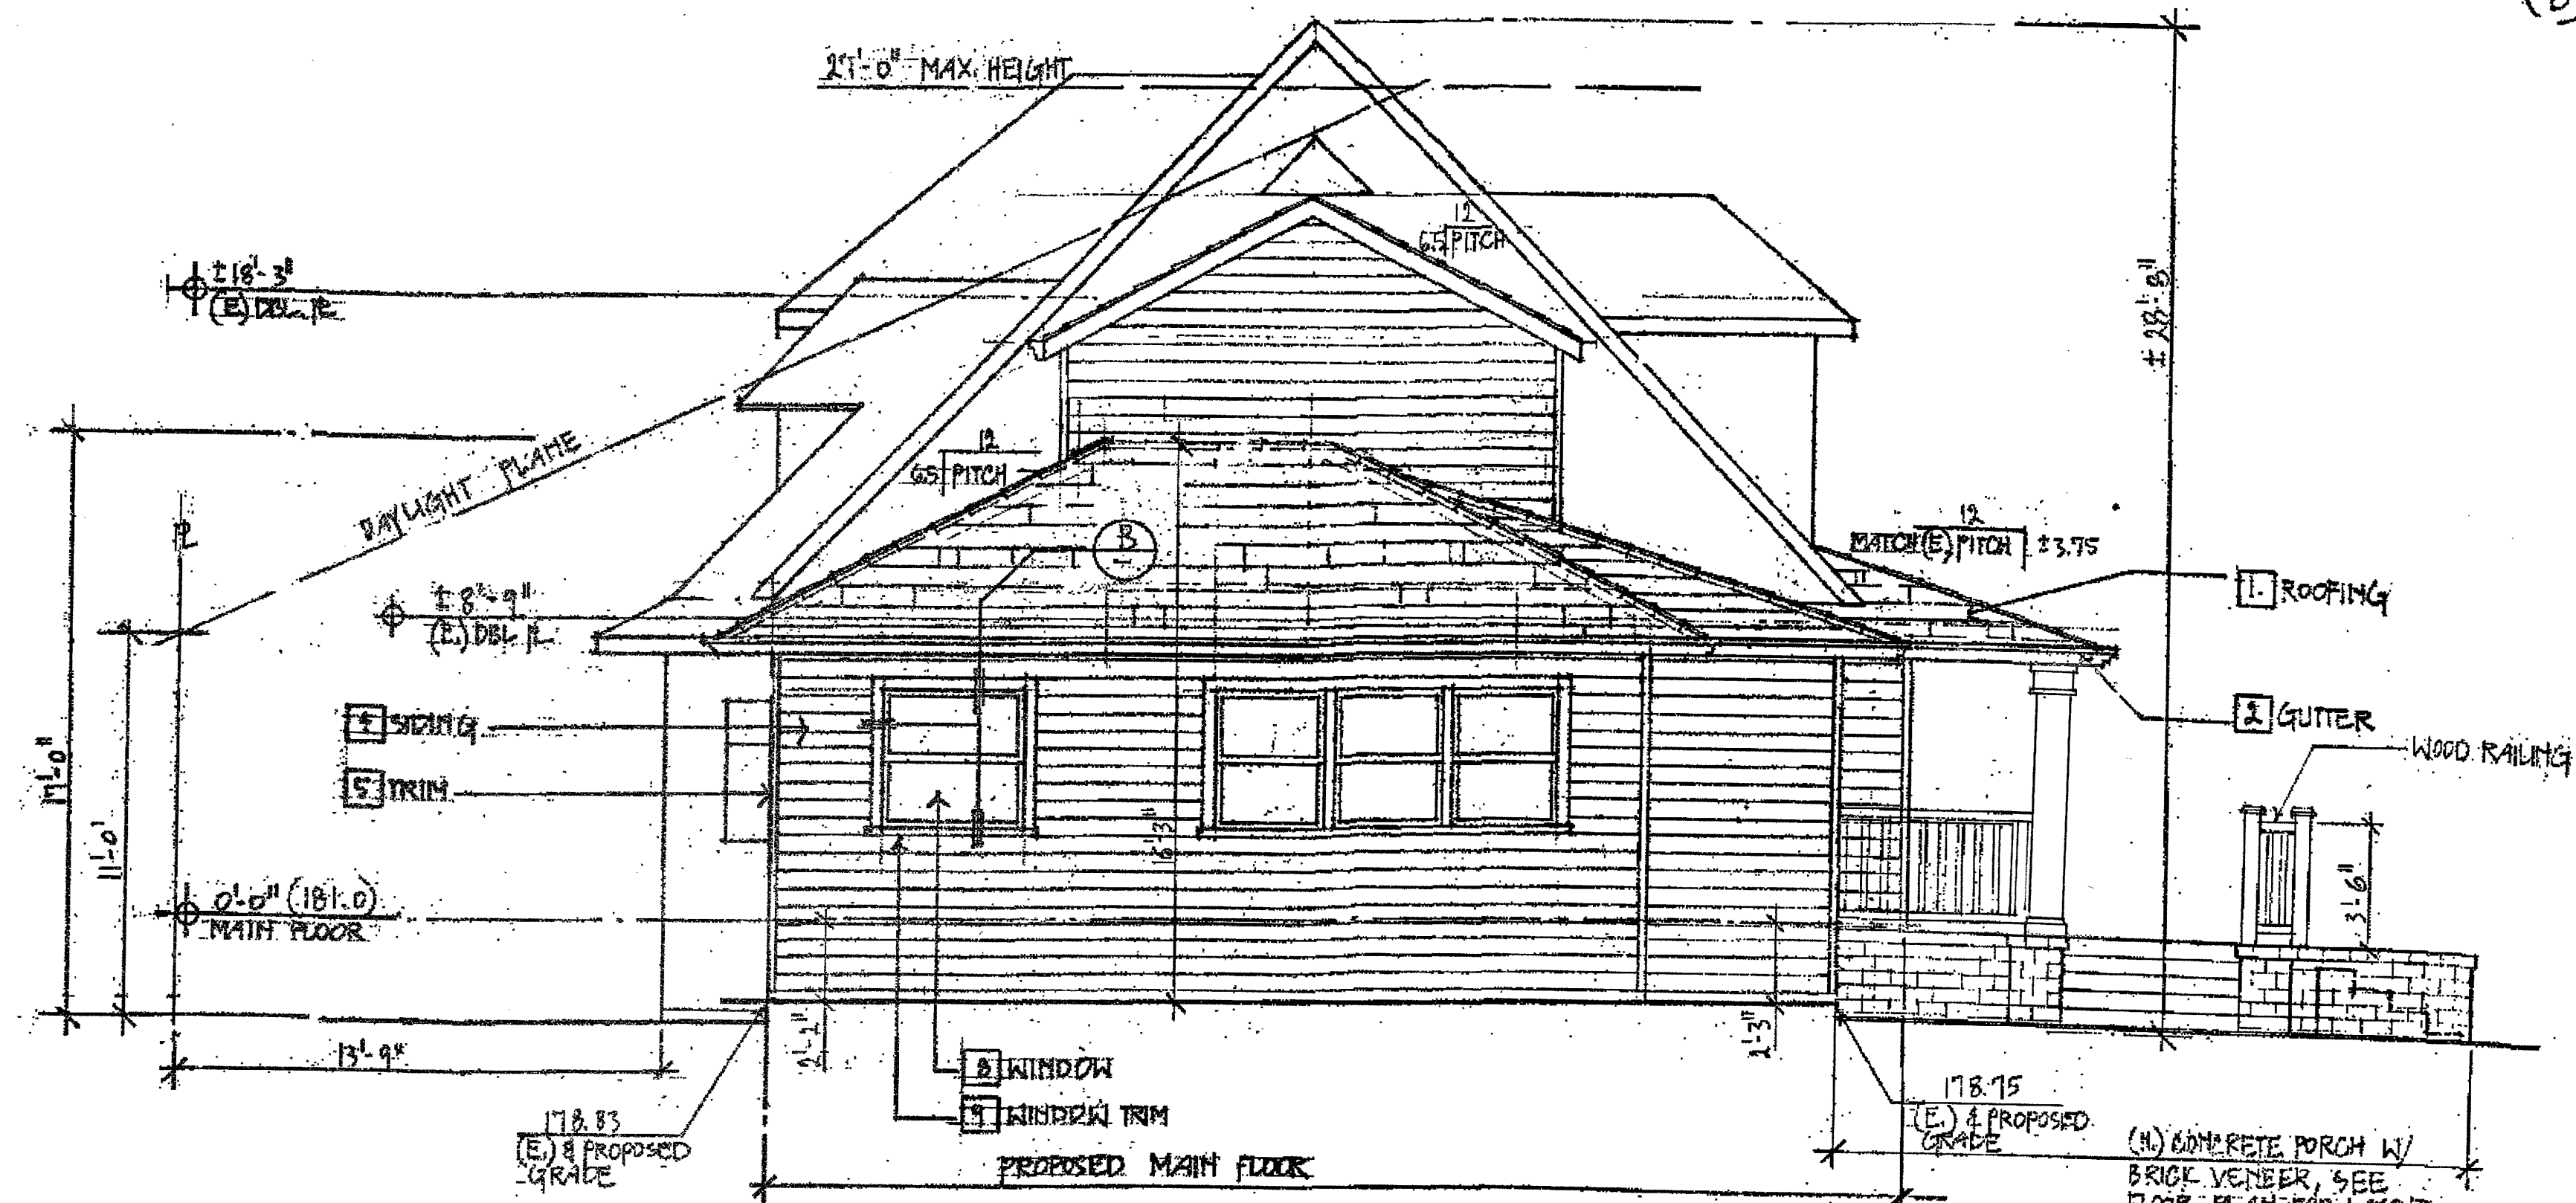 27'-0" MAX. HEIGHT
12
6.5 PITCH
±18'-3"
(E) DBL. PL
±28'-8"
DAYLIGHT PLANE
12
6.5 PITCH
PL
B
12
MATCH (E) PITCH ±3.75
1. ROOFING
±8'-9"
(E.) DBL PL
4 SIDING
2 GUTTER
WOOD RAILING
5 TRIM
17'-0"
11'-0'
3'-6"
0'-0" (181.0)
MAIN FLOOR
2'-2"
2'-3"
13'-9"
8 WINDOW
9 WINDOW TRIM
178.83
(E.) & PROPOSED
GRADE
178.75
(E.) & PROPOSED
GRADE
PROPOSED MAIN FLOOR
(N.) CONCRETE PORCH W/
BRICK VENEER, SEE